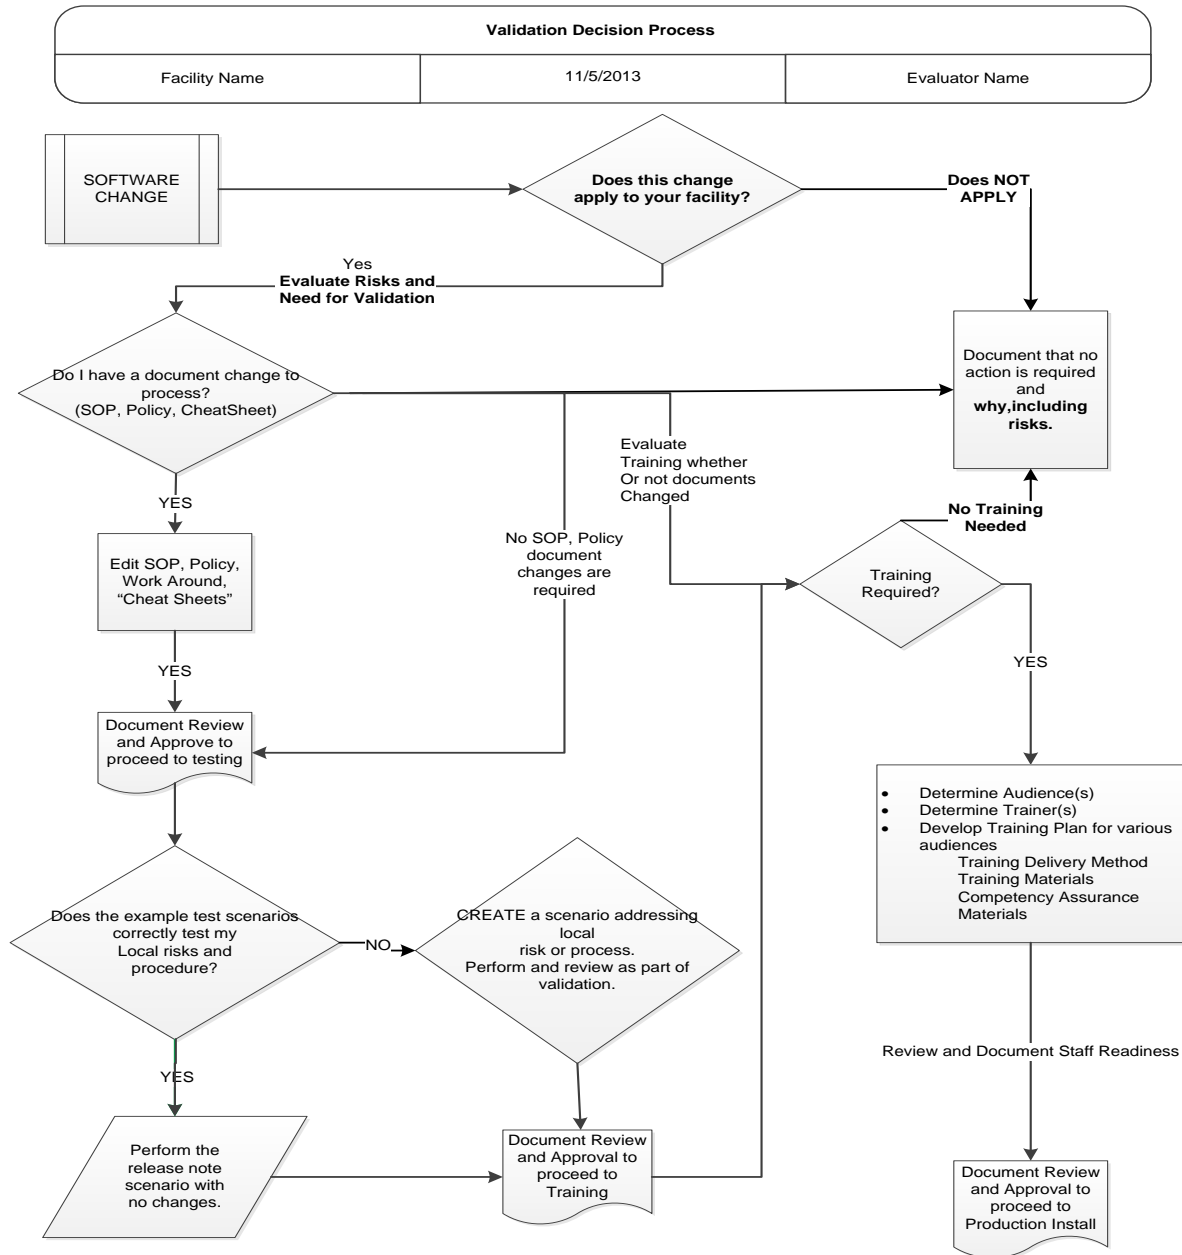 Validation Decision Process
Facility Name
11/5/2013
Evaluator Name
SOFTWARE
CHANGE
Does this change
apply to your facility?
Does NOT
APPLY
Yes
Evaluate Risks and
Need for Validation
Do I have a document change to
process?
(SOP, Policy, CheatSheet)
Document that no
action is required
and
why,including
risks.
Evaluate
Training whether
Or not documents
Changed
YES
No Training
Needed
No SOP, Policy
document
changes are
required
Edit SOP, Policy,
Work Around,
“Cheat Sheets”
Training
Required?
YES
YES
Document Review
and Approve to
proceed to testing
• Determine Audience(s)
• Determine Trainer(s)
• Develop Training Plan for various
audiences
Training Delivery Method
Training Materials
Competency Assurance
Materials
Does the example test scenarios
correctly test my
Local risks and
procedure?
NO
CREATE a scenario addressing
local
risk or process.
Perform and review as part of
validation.
Review and Document Staff Readiness
YES
Perform the
release note
scenario with
no changes.
Document Review
and Approval to
proceed to
Training
Document Review
and Approval to
proceed to
Production Install